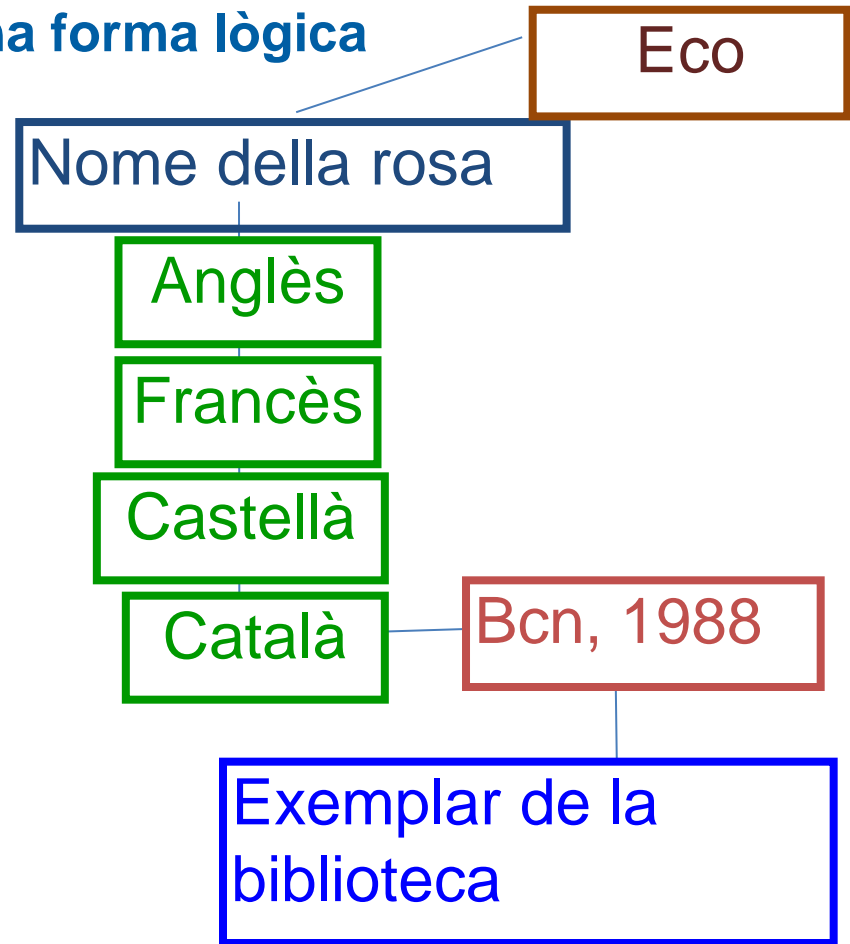 na forma lògica
Eco
Nome della rosa
Anglès
Francès
Castellà
Català
Bcn, 1988
Exemplar de la
biblioteca